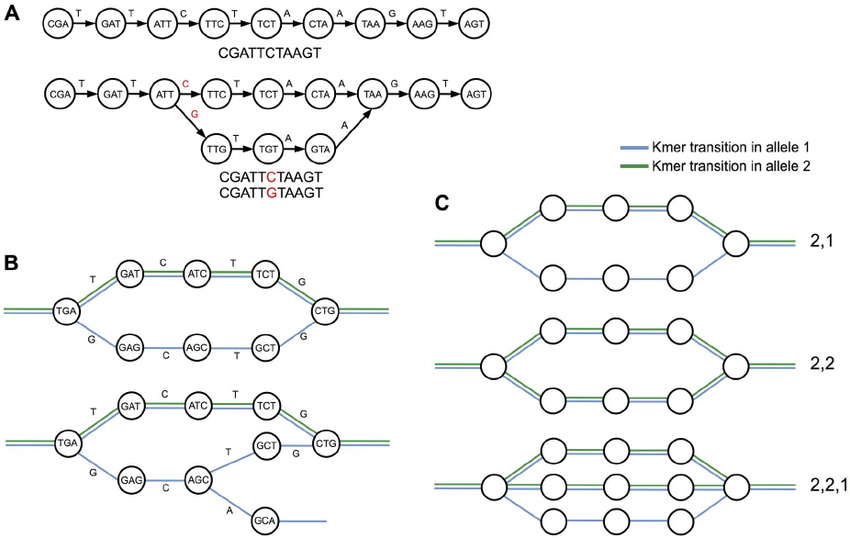 A
T T C T A A G T
CGA GAT ATT TTC TCT CTA TAA AAG AGT
CGATTCTAAGT
T T C T A A G T
CGA GAT ATT TTC TCT CTA TAA AAG AGT
G A
T A
TTG TGT GTA
CGATTCTAAGT
CGATTGTAAGT
Kmer transition in allele 1
Kmer transition in allele 2
B
C T
GAT ATC TCT
T G
TGA CTG
G G
GAG AGC GCT
C T
C T
GAT ATC TCT
T G
TGA GCT G CTG
T
G
GAG C AGC
A
GCA
C
2,1
2,2
2,2,1